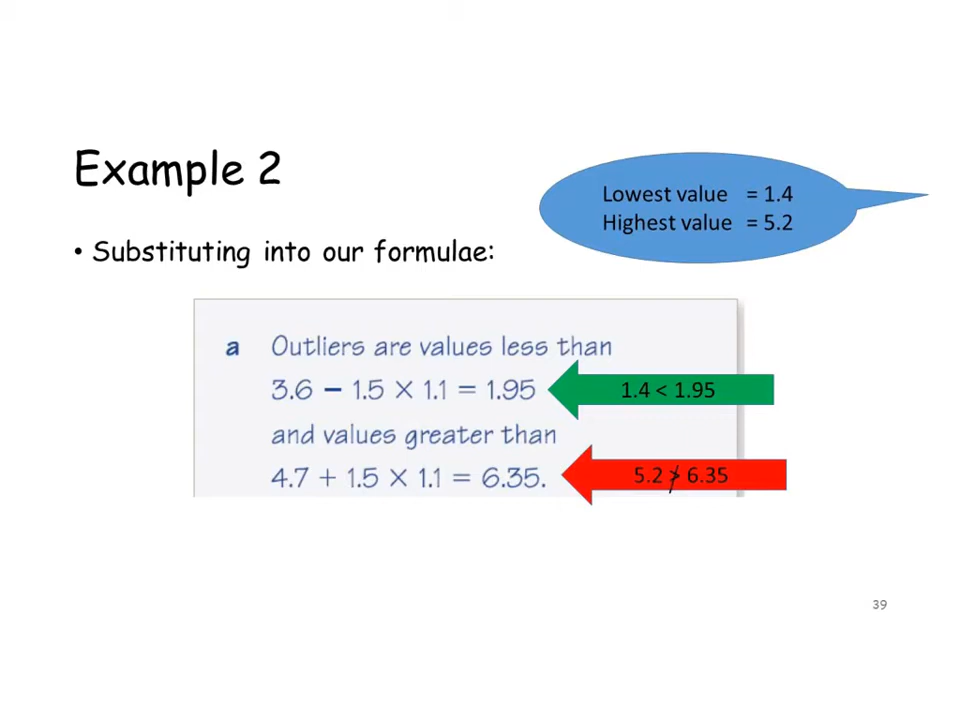 Example 2
Lowest value = 1.4
Highest value = 5.2
• Substituting into our formulae:
a Outliers are values less than
3.6 − 1.5 × 1.1 = 1.95
1.4 < 1.95
and values greater than
4.7 + 1.5 × 1.1 = 6.35.
5.2 ≯ 6.35
39